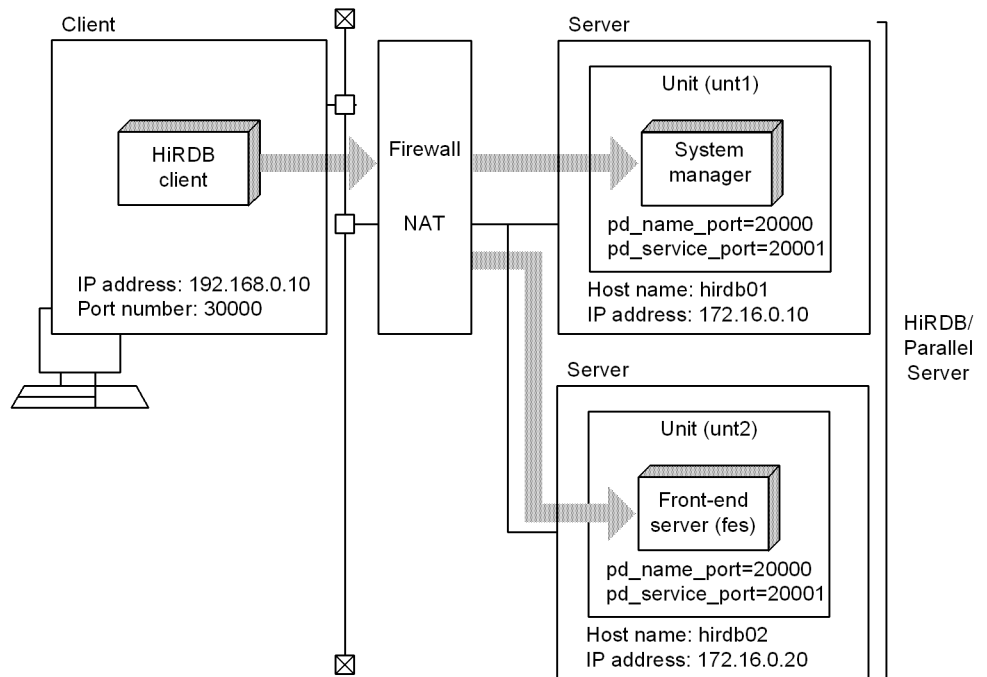 Client
HiRDB
client
IP address: 192.168.0.10
Port number: 30000
Firewall
NAT
Server
Unit (unt1)
System
manager
pd_name_port=20000
pd_service_port=20001
Host name: hirdb01
IP address: 172.16.0.10
Server
Unit (unt2)
Front-end
server (fes)
pd_name_port=20000
pd_service_port=20001
Host name: hirdb02
IP address: 172.16.0.20
HiRDB/
Parallel
Server